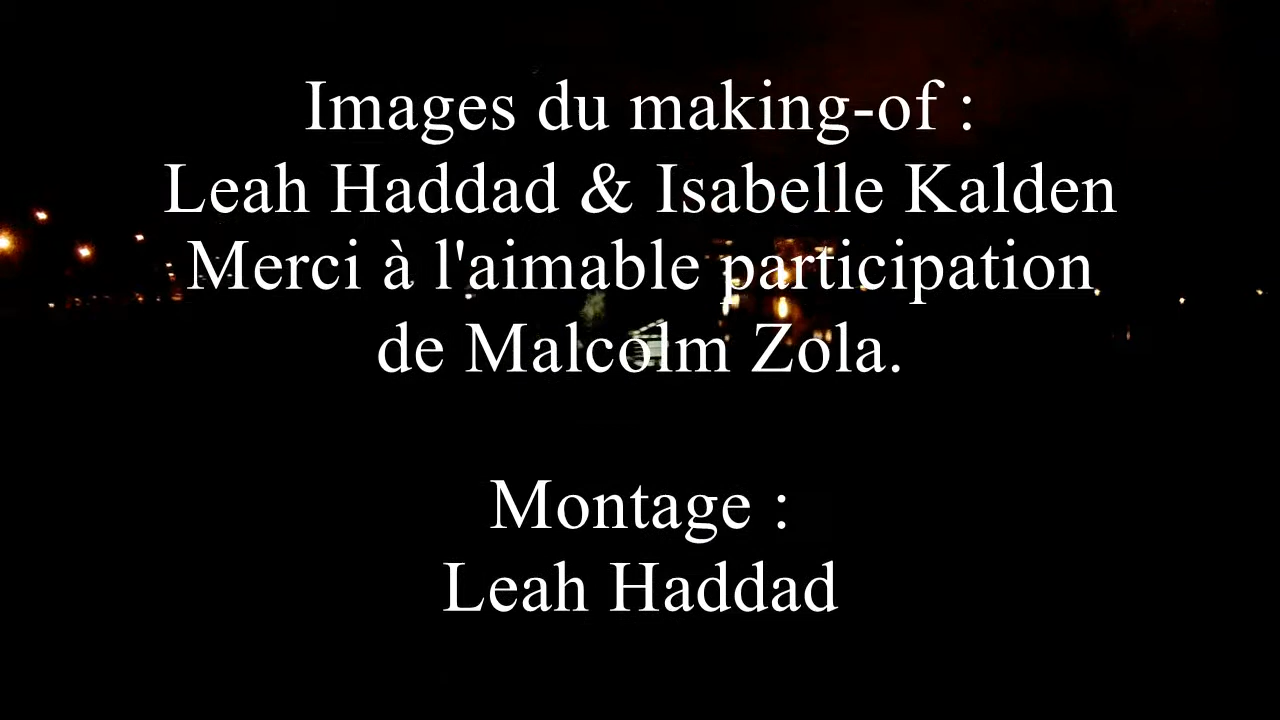 Images du making-of :
Leah Haddad & Isabelle Kalden
Merci à l'aimable participation
de Malcolm Zola.
Montage :
Leah Haddad